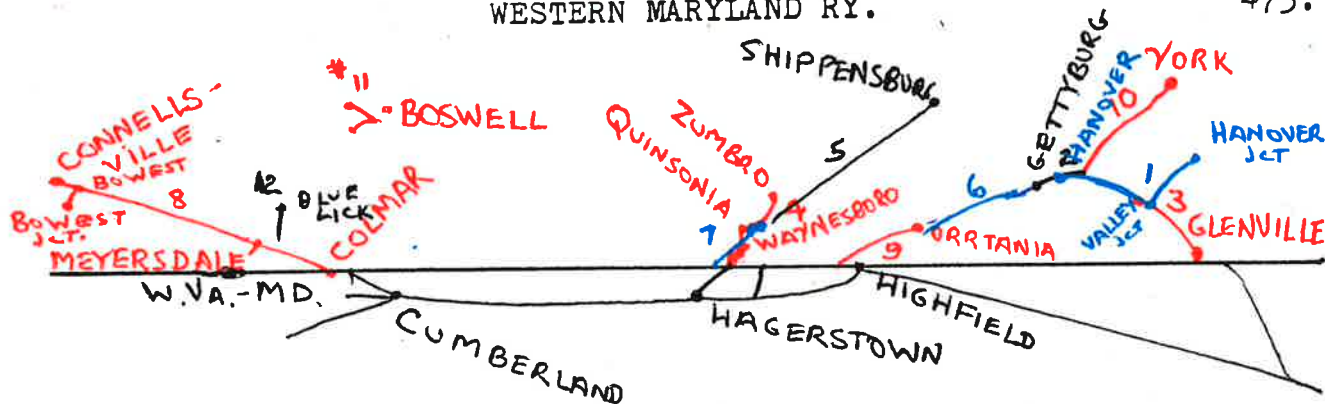 WESTERN MARYLAND RY.
475.
SHIPPENSBURG
GETTYBURG
HANOVER
YORK
10
#11
BOSWELL
CONNELLS-
VILLE
BOWEST
BOWEST
JCT.
8
12
BLUE
LICK
COLMAR
MEYERSDALE
ZUMBRO
QUINSONIA
5
4
7
WAYNESBORO
6
2
1
HANOVER
JCT
VALLEY
JCT
3
GLENVILLE
9
ORRTANIA
W.VA.-MD.
CUMBERLAND
HAGERSTOWN
HIGHFIELD